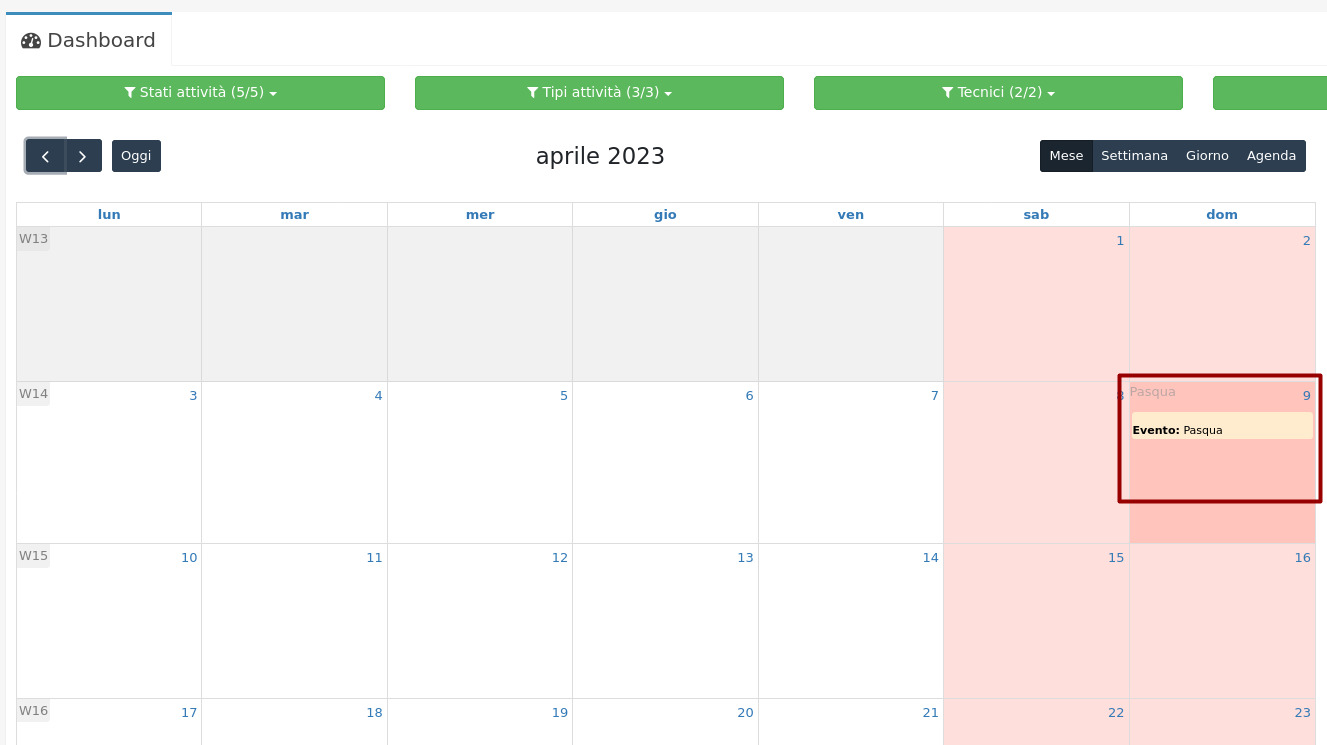 Dashboard
Stati attività (5/5) Tipi attività (3/3) Tecnici (2/2)
Oggi aprile 2023 Mese Settimana Giorno Agenda
lun mar mer gio ven sab dom
W13 1 2
W14 3 4 5 6 7 8 Pasqua 9
Evento: Pasqua
W15 10 11 12 13 14 15 16
W16 17 18 19 20 21 22 23